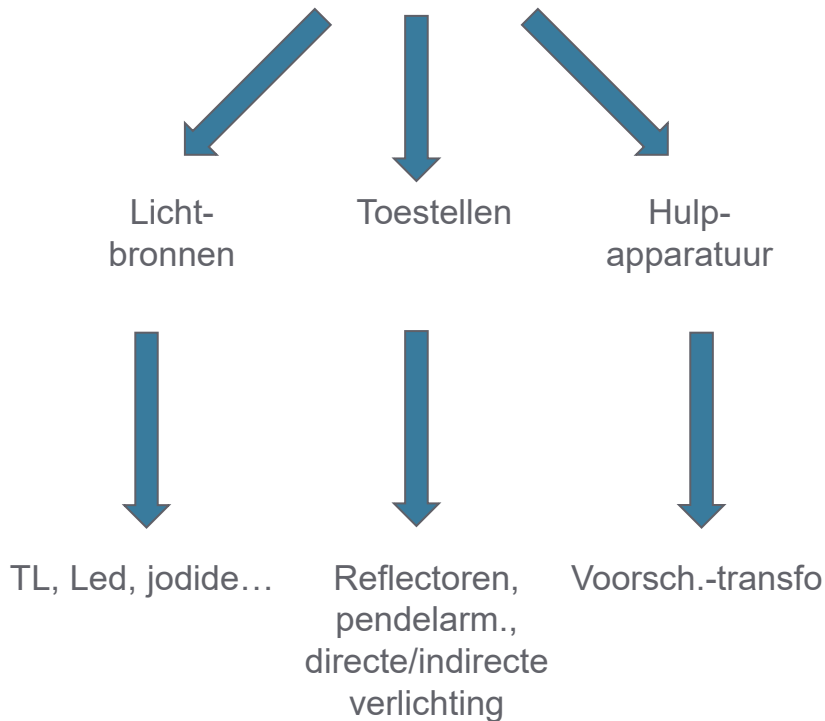 Licht-
bronnen
Toestellen
Hulp-
apparatuur
TL, Led, jodide…
Reflectoren,
pendelarm.,
directe/indirecte
verlichting
Voorsch.-transfo